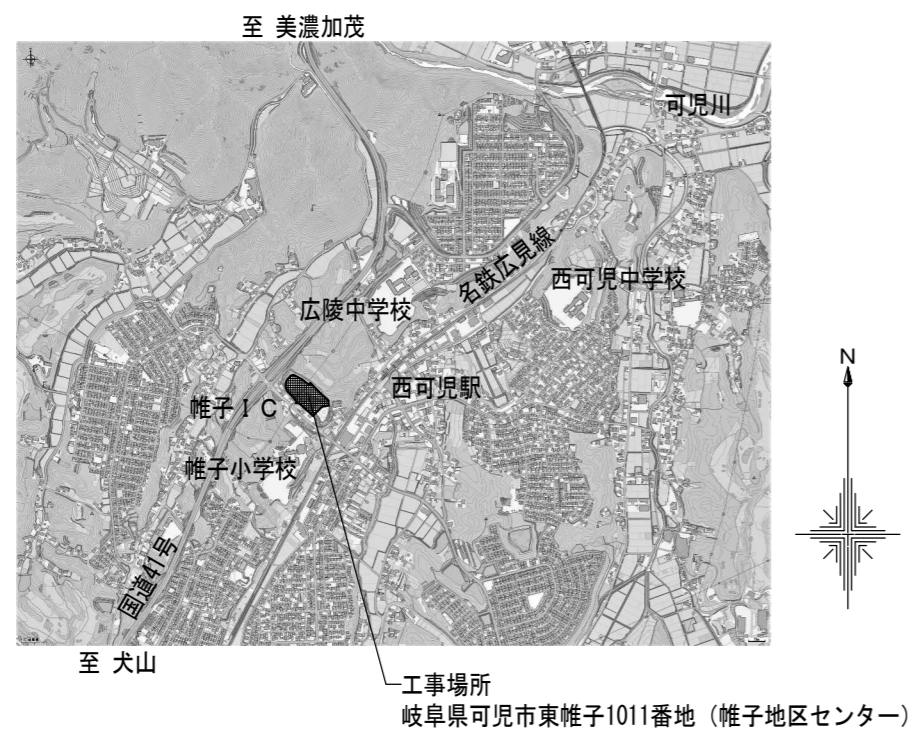 至 美濃加茂
可児川
名鉄広見線
西可児中学校
広陵中学校
西可児駅
帷子ＩＣ
帷子小学校
国道41号
至 犬山
N
工事場所
岐阜県可児市東帷子1011番地（帷子地区センター）